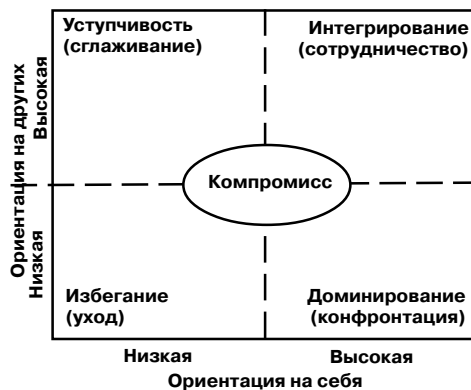 Уступчивость
(сглаживание)
Интегрирование
(сотрудничество)
Ориентация на других
Высокая
Низкая
Компромисс
Избегание
(уход)
Доминирование
(конфронтация)
Низкая
Высокая
Ориентация на себя